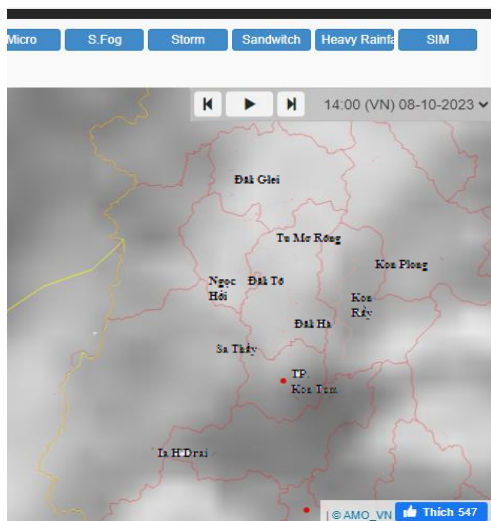 Micro S.Fog Storm Sandwitch Heavy Rainfa SIM
14:00 (VN) 08-10-2023
Đăk Glei
Tu Mơ Rông
Kon Plong
Ngọc
Hồi
Đăk Tô
Kon
Rẫy
Đăk Hà
Sa Thầy
TP.
Kon Tum
Ia H'Drai
| © AMO_VN Thích 547